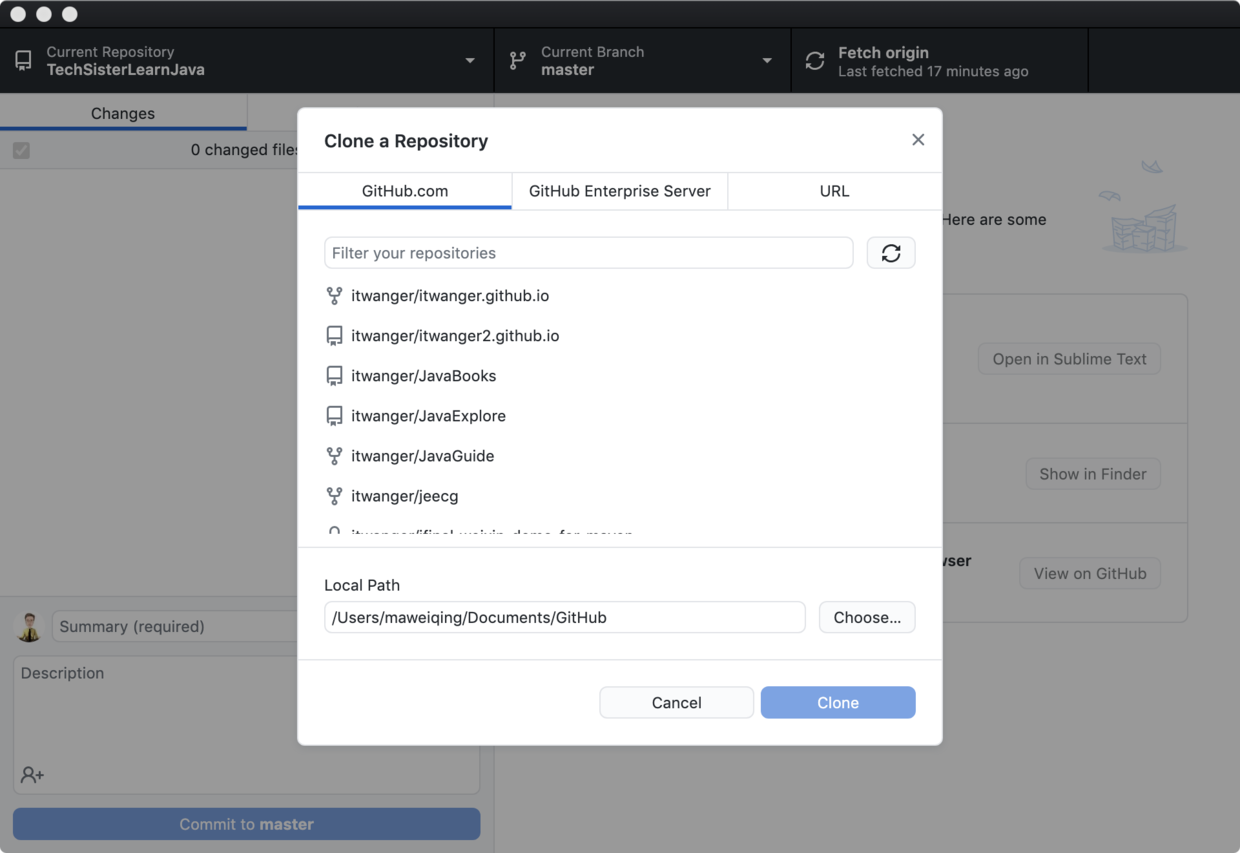 Current Repository
TechSisterLearnJava
Current Branch
master
Fetch origin
Last fetched 17 minutes ago
Changes
0 changed files
Clone a Repository
GitHub.com
GitHub Enterprise Server
URL
Filter your repositories
itwanger/itwanger.github.io
itwanger/itwanger2.github.io
itwanger/JavaBooks
itwanger/JavaExplore
itwanger/JavaGuide
itwanger/jeecg
Local Path
/Users/maweiqing/Documents/GitHub
Choose...
Cancel
Clone
Here are some
Open in Sublime Text
Show in Finder
wser
View on GitHub
Summary (required)
Description
Commit to master